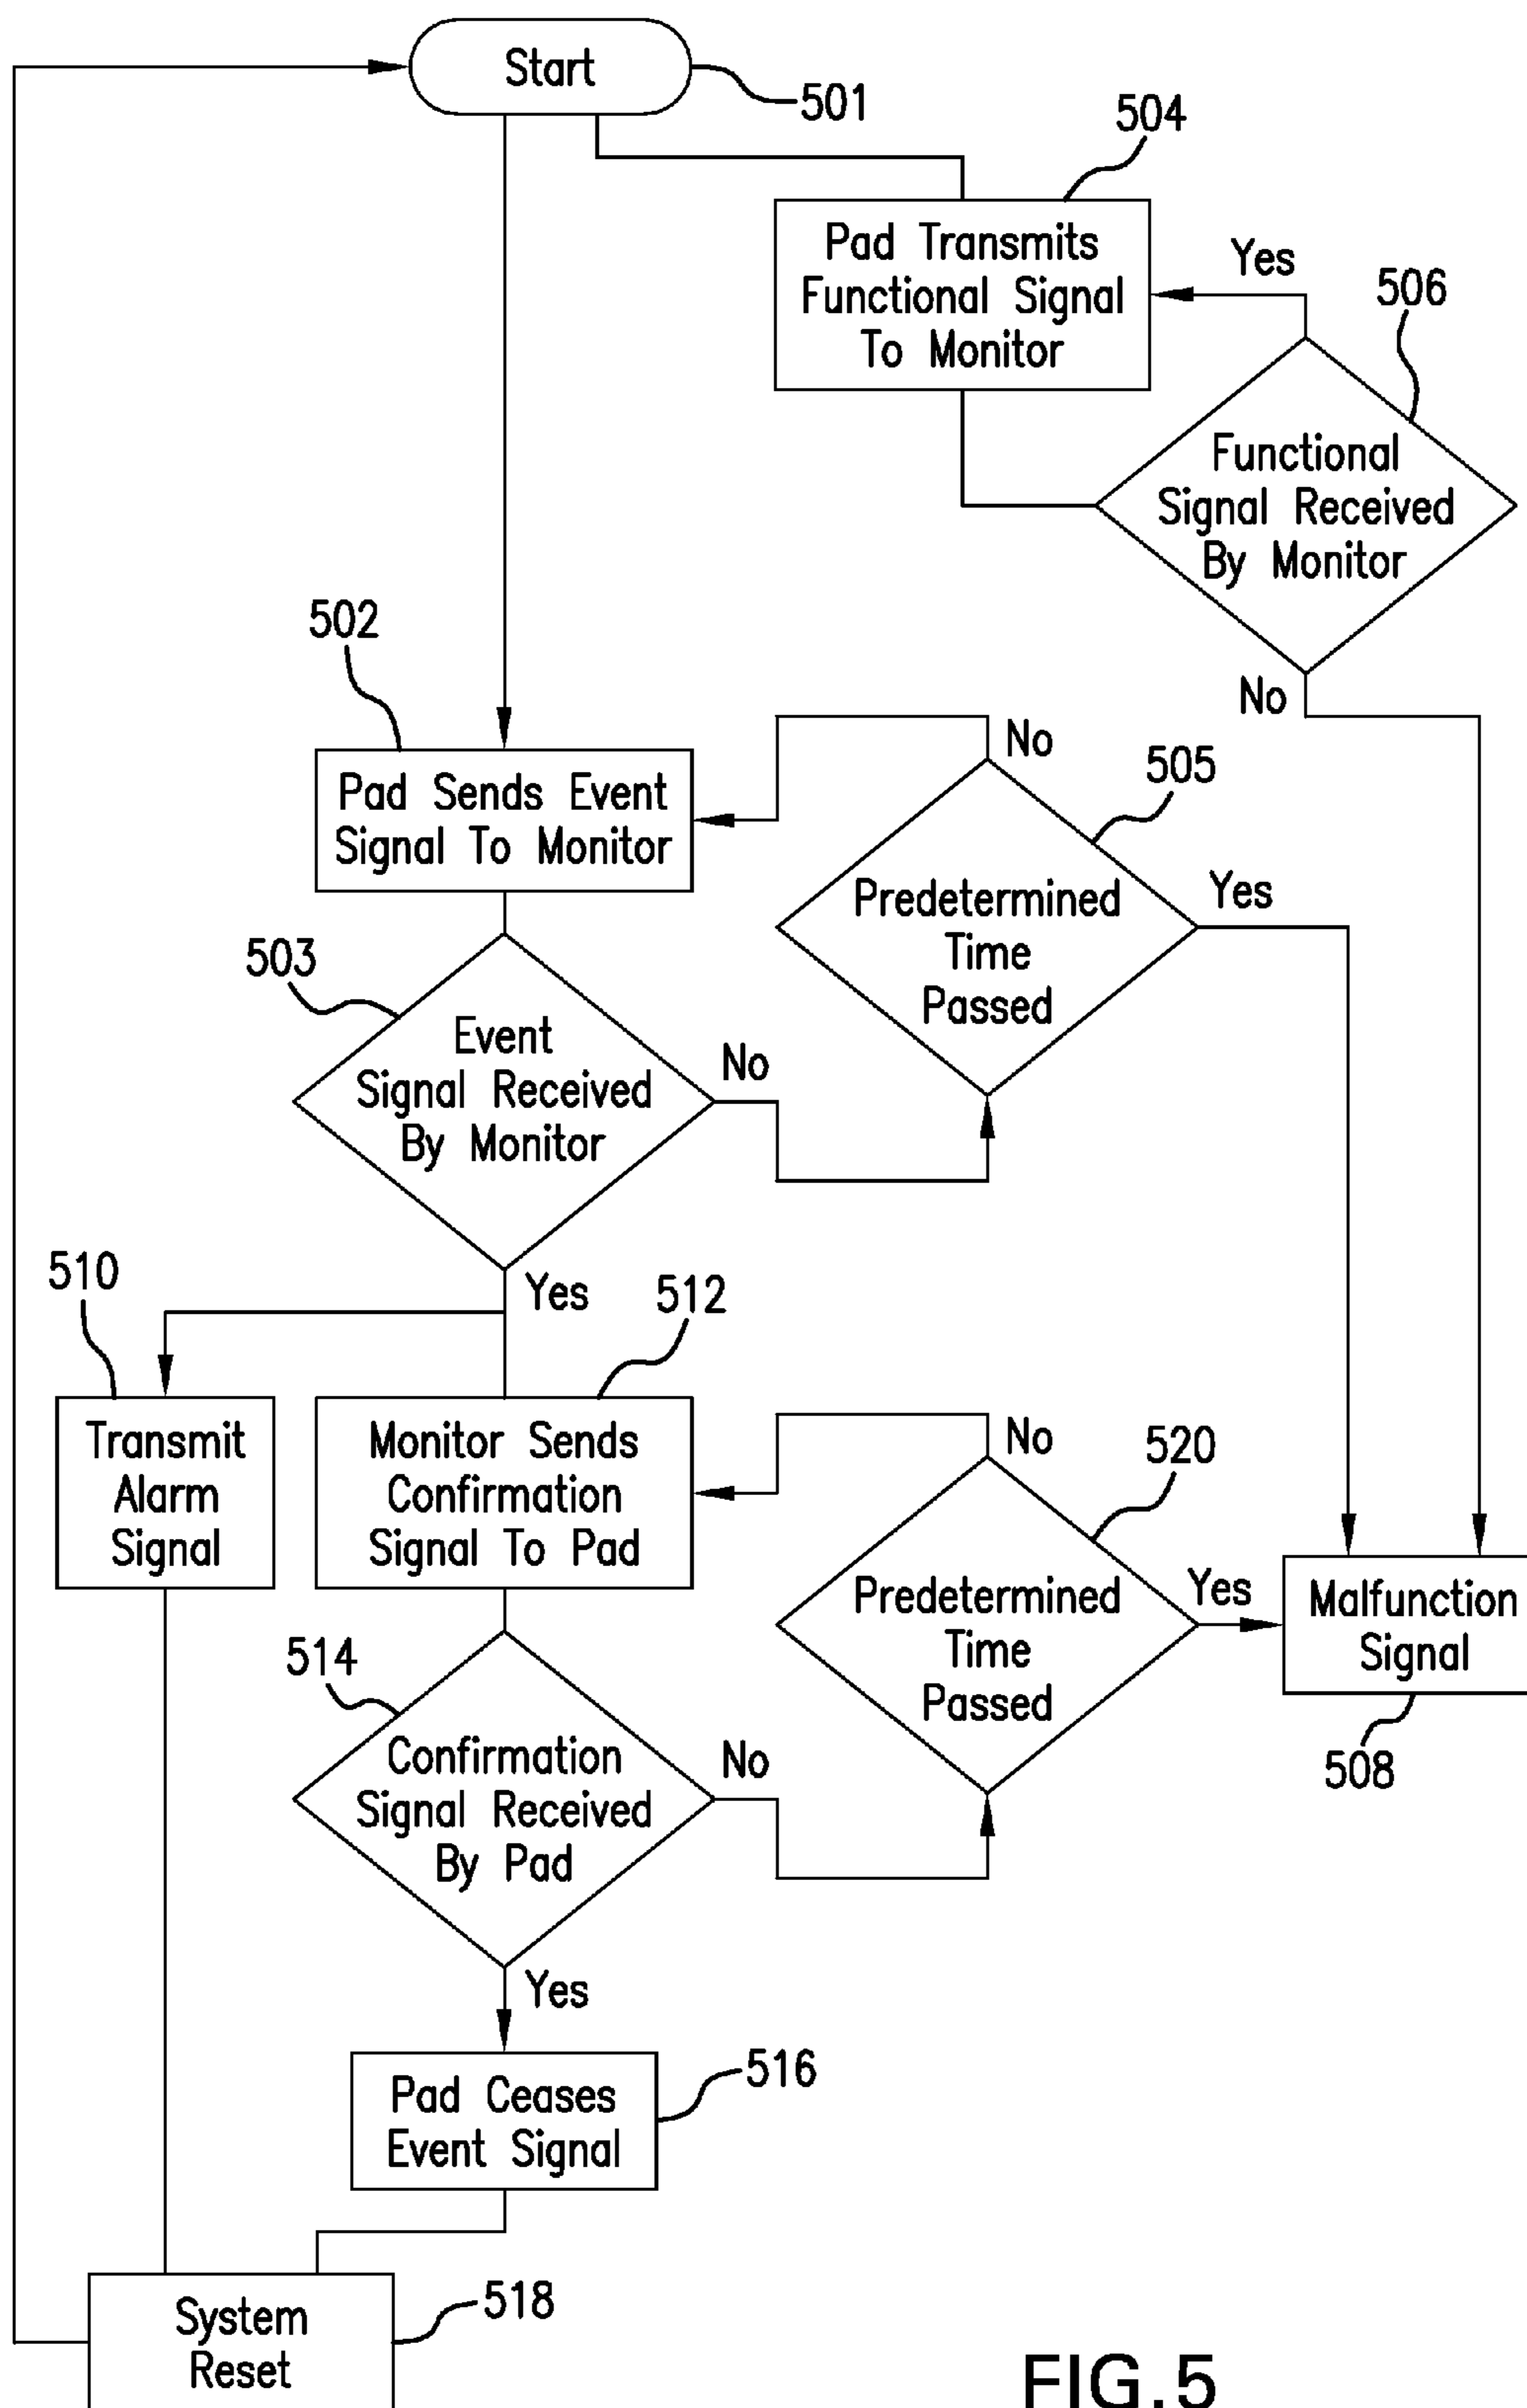 Start
501
504
Pad Transmits
Functional Signal
To Monitor
Yes
506
Functional
Signal Received
By Monitor
No
502
Pad Sends Event
Signal To Monitor
No
505
Predetermined
Time
Passed
Yes
503
Event
Signal Received
By Monitor
No
Yes
510
Transmit
Alarm
Signal
512
Monitor Sends
Confirmation
Signal To Pad
No
520
Predetermined
Time
Passed
Yes
Malfunction
Signal
508
514
Confirmation
Signal Received
By Pad
No
Yes
Pad Ceases
Event Signal
516
System
Reset
518
FIG.5